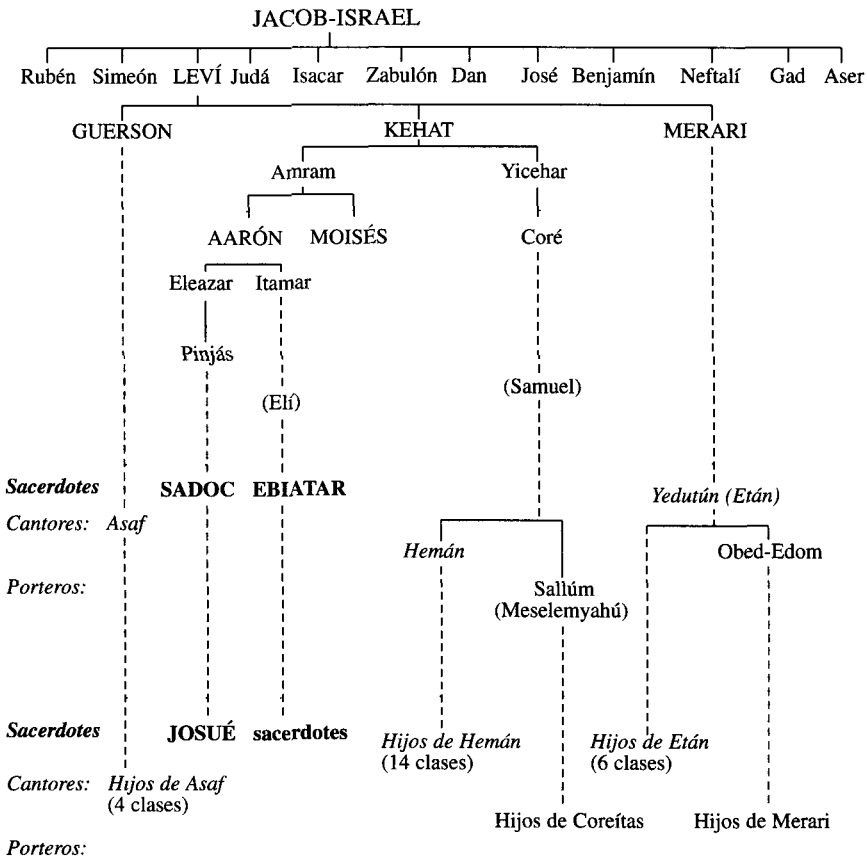 JACOB-ISRAEL
Rubén Simeón LEVÍ Judá Isacar Zabulón Dan José Benjamín Neftalí Gad Aser
GUERSON KEHAT MERARI
Amram Yicehar
AARÓN MOISÉS Coré
Eleazar Itamar
Pinjás
(Samuel)
(Elí)
Sacerdotes SADOC EBIATAR Yedutún (Etán)
Cantores: Asaf
Hemán Obed-Edom
Porteros: Sallúm
(Meselemyahú)
Sacerdotes JOSUÉ sacerdotes
Hijos de Hemán Hijos de Etán
(14 clases) (6 clases)
Cantores: Hijos de Asaf
(4 clases)
Hijos de Coreítas Hijos de Merari
Porteros: